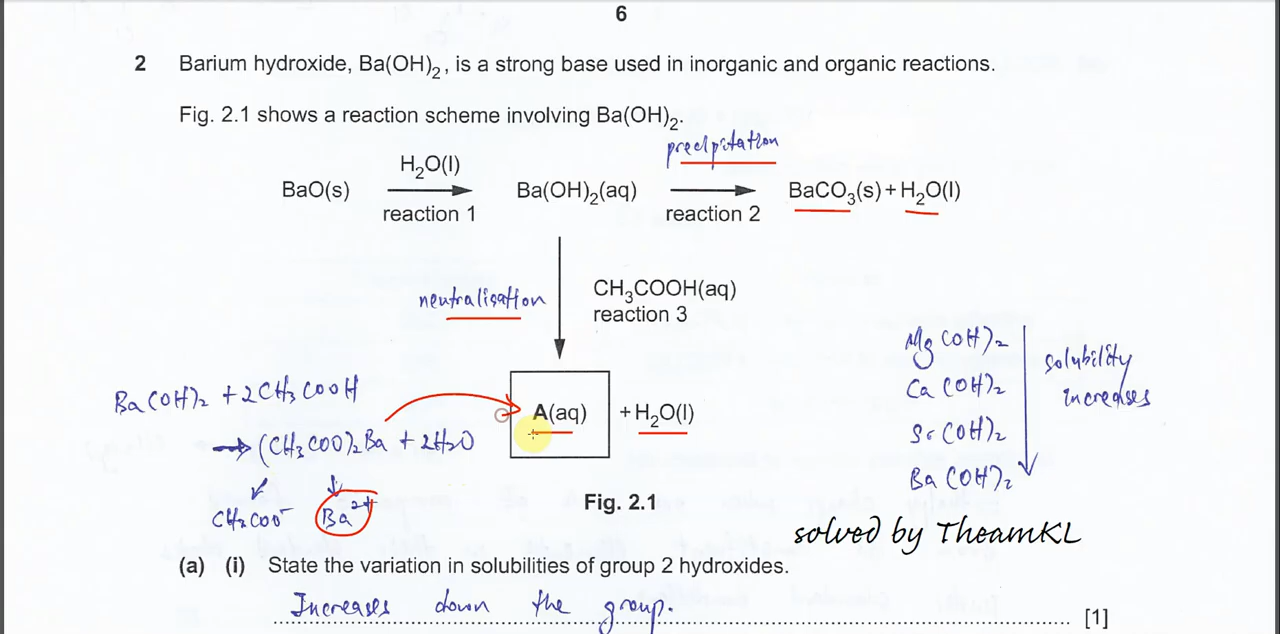 6
2 Barium hydroxide, Ba(OH)₂, is a strong base used in inorganic and organic reactions.
Fig. 2.1 shows a reaction scheme involving Ba(OH)₂.
precipitation
H₂O(l)
BaO(s) Ba(OH)₂(aq) BaCO₃(s) + H₂O(l)
reaction 1 reaction 2
CH₃COOH(aq)
neutralisation
reaction 3
Mg(OH)₂
Ca(OH)₂
Sr(OH)₂
Ba(OH)₂
solubility
increases
Ba(OH)₂ + 2CH₃COOH
→ (CH₃COO)₂Ba + 2H₂O
CH₃COO⁻ Ba²⁺
A(aq) + H₂O(l)
Fig. 2.1
solved by TheamKL
(a) (i) State the variation in solubilities of group 2 hydroxides.
Increases down the group.
[1]